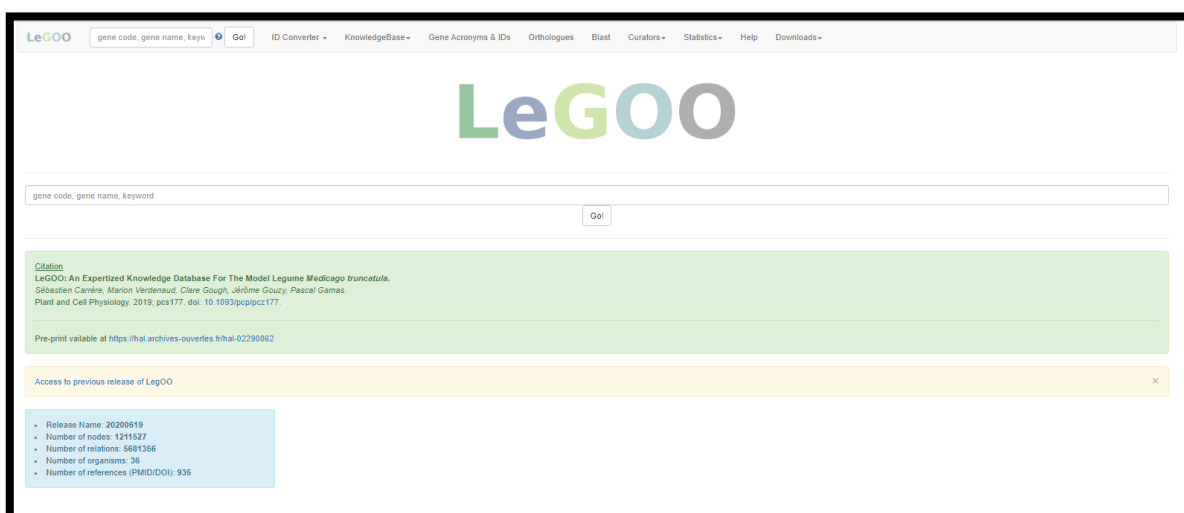 LeGOO gene code, gene name, keyw Go! ID Converter KnowledgeBase Gene Acronyms & IDs Orthologues Blast Curators Statistics Help Downloads
LeGOO
gene code, gene name, keyword
Go!
Citation
LeGOO: An Expertized Knowledge Database For The Model Legume Medicago truncatula.
Sébastien Carrère, Marion Verdenaud, Clare Gough, Jérôme Gouzy, Pascal Gamas.
Plant and Cell Physiology. 2019; pcs177. doi: 10.1093/pcp/pcz177.
Pre-print vailable at https://hal.archives-ouvertes.fr/hal-02290862
Access to previous release of LegOO ×
• Release Name: 20200619
• Number of nodes: 1211527
• Number of relations: 5681356
• Number of organisms: 36
• Number of references (PMID/DOI): 935